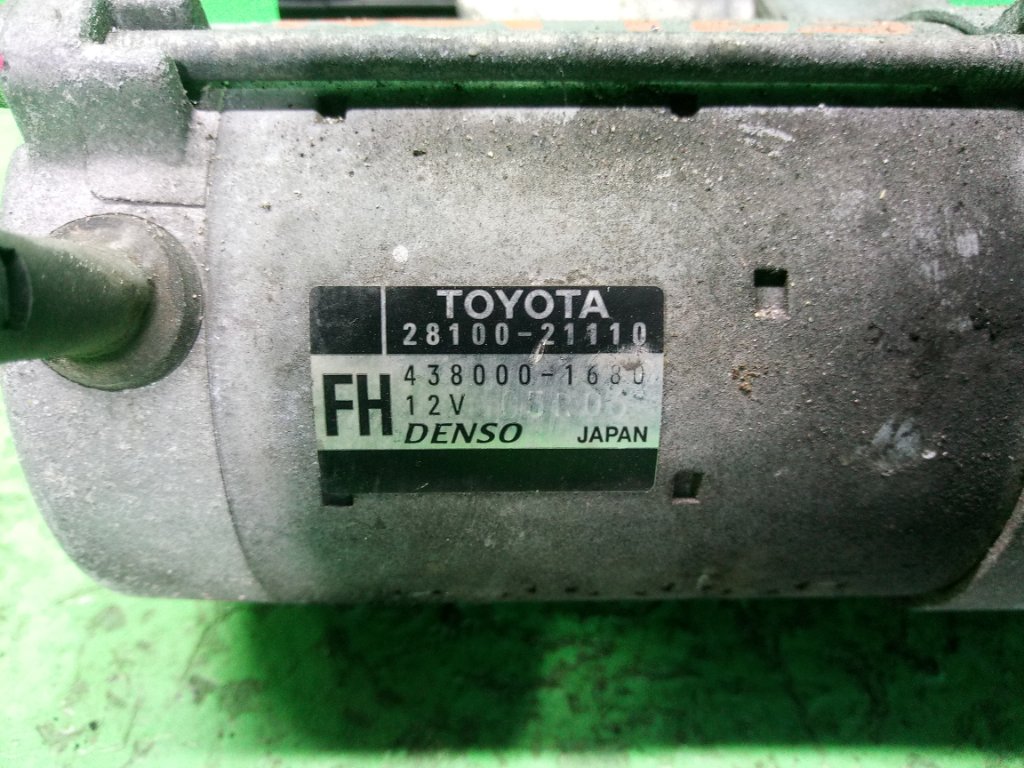 TOYOTA
28100-21110
FH
438000-1680
12V
DENSO JAPAN